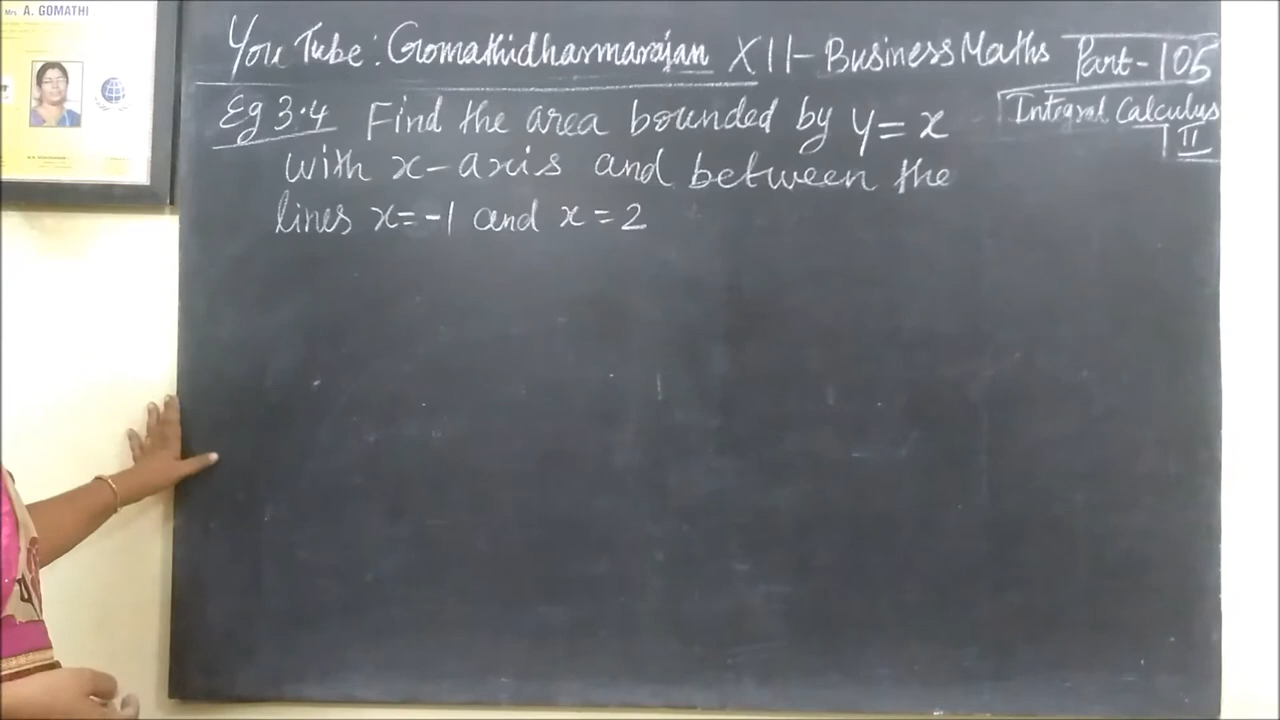 Mrs. A. GOMATHI
You Tube : Gomathidharmarajan XII - Business Maths Part - 105
Integral Calculus
II
Eg 3.4 Find the area bounded by y = x
with x-axis and between the
lines x = -1 and x = 2